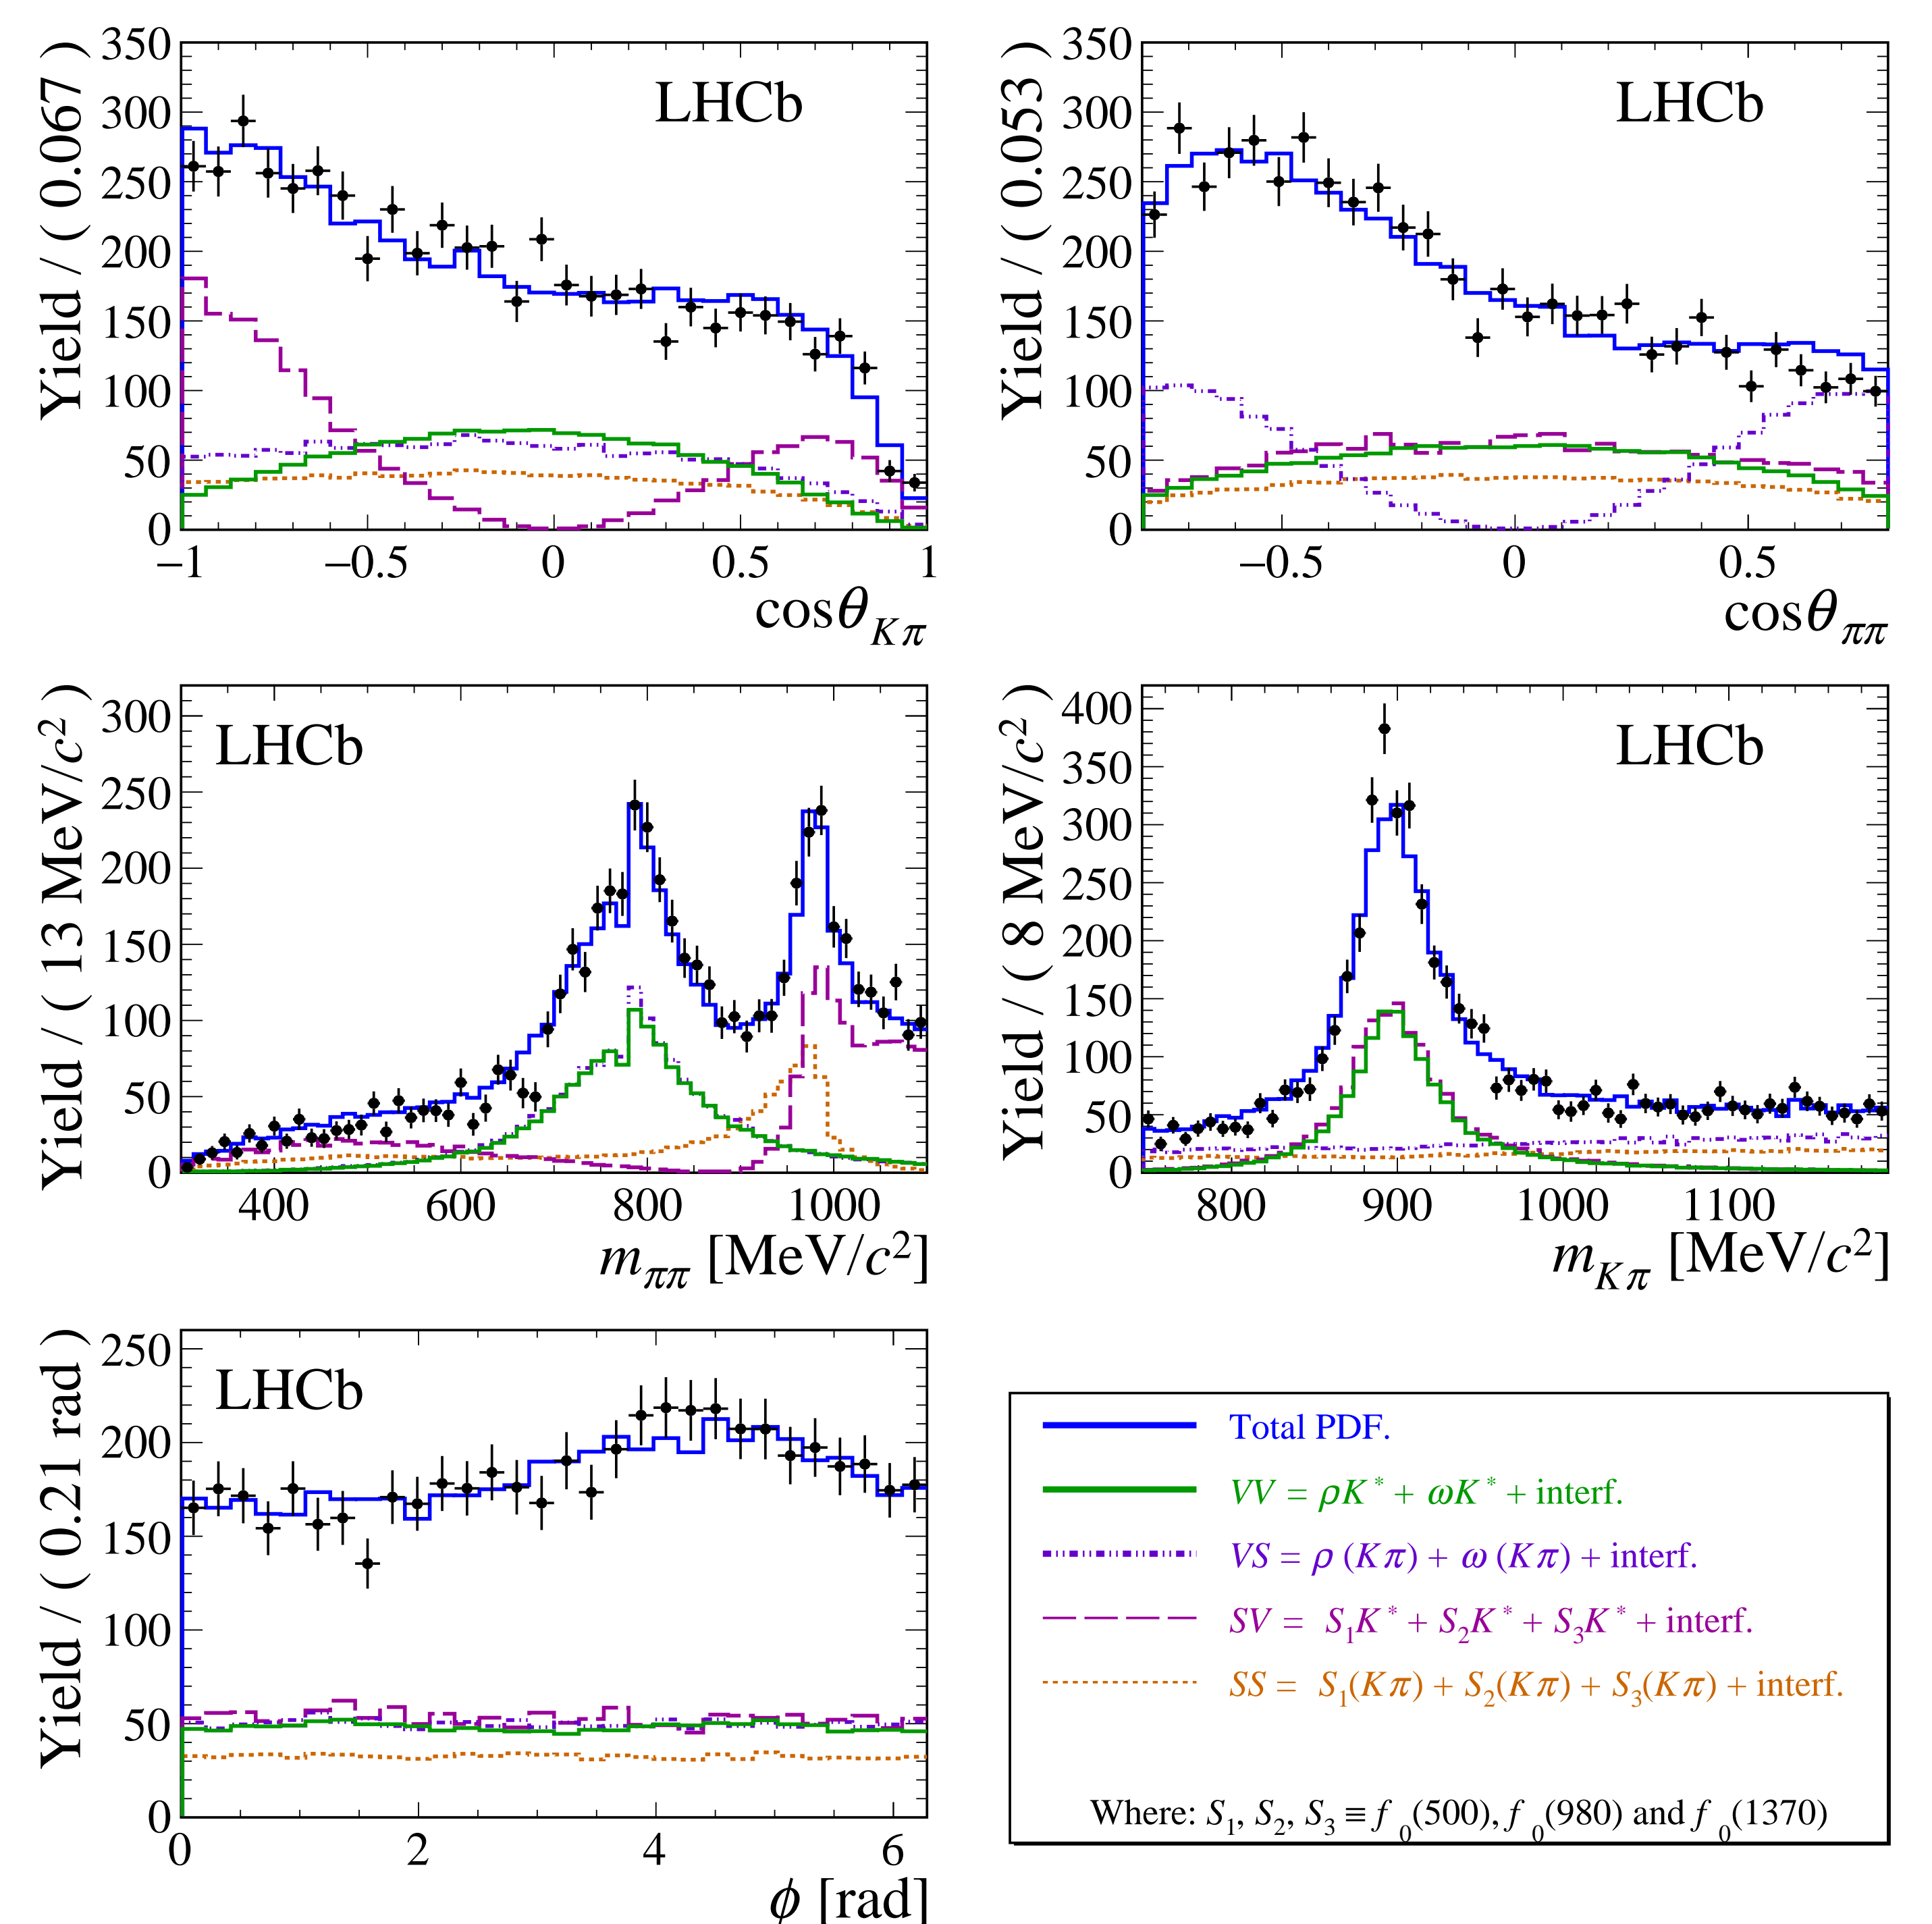 Yield / ( 0.067 )
350
300
250
200
150
100
50
0
LHCb
−1 −0.5 0 0.5 1
cosθ_Kπ
Yield / ( 0.053 )
350
300
250
200
150
100
50
0
LHCb
−0.5 0 0.5
cosθ_ππ
Yield / ( 13 MeV/c²)
300
250
200
150
100
50
0
LHCb
400 600 800 1000
m_ππ [MeV/c²]
Yield / ( 8 MeV/c²)
400
350
300
250
200
150
100
50
0
LHCb
800 900 1000 1100
m_Kπ [MeV/c²]
Yield / ( 0.21 rad )
250
200
150
100
50
0
LHCb
0 2 4 6
ϕ [rad]
Total PDF.
VV = ρK* + ωK* + interf.
VS = ρ (Kπ) + ω (Kπ) + interf.
SV = S₁K* + S₂K* + S₃K* + interf.
SS = S₁(Kπ) + S₂(Kπ) + S₃(Kπ) + interf.
Where: S₁, S₂, S₃ ≡ f₀(500), f₀(980) and f₀(1370)